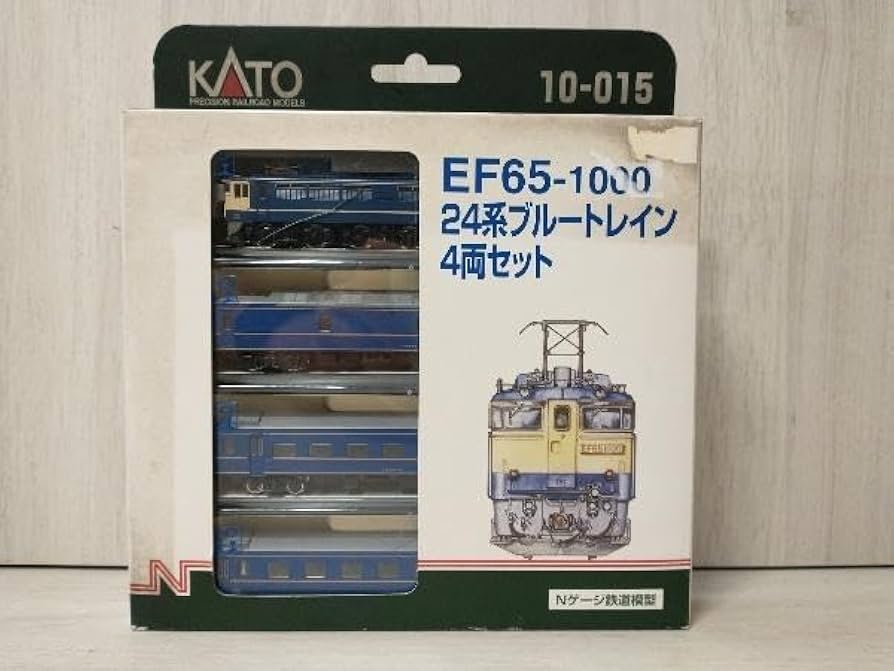 KATO
PRECISION RAILROAD MODELS
10-015
EF65-1000
24系ブルートレイン
4両セット
N
Nゲージ鉄道模型